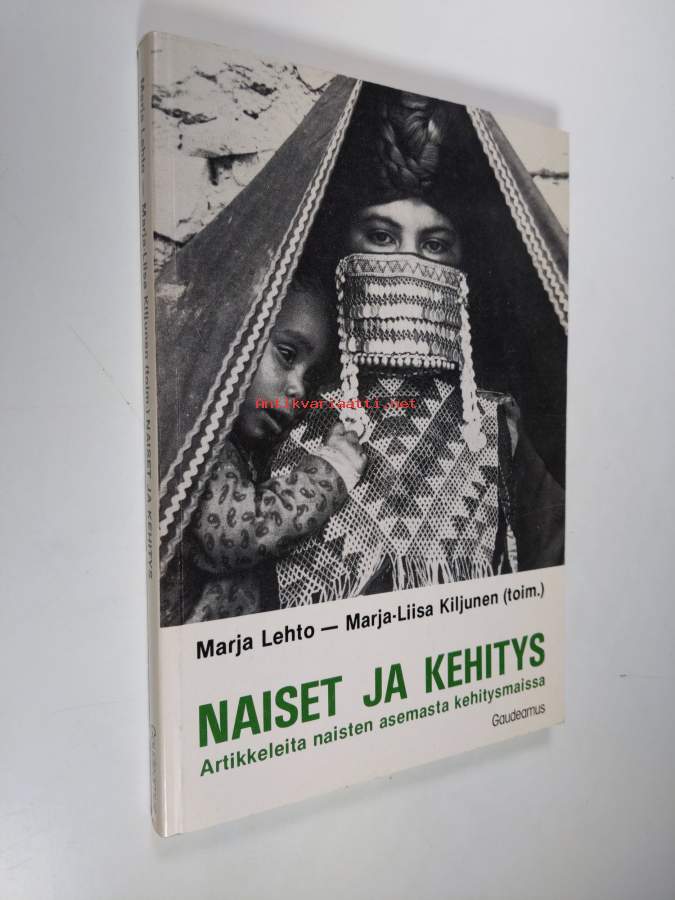 Marja Lehto — Marja-Liisa Kiljunen (toim.) NAISET JA KEHITYS
Antikvariaatti.net
Marja Lehto — Marja-Liisa Kiljunen (toim.)
NAISET JA KEHITYS
Artikkeleita naisten asemasta kehitysmaissa
Gaudeamus